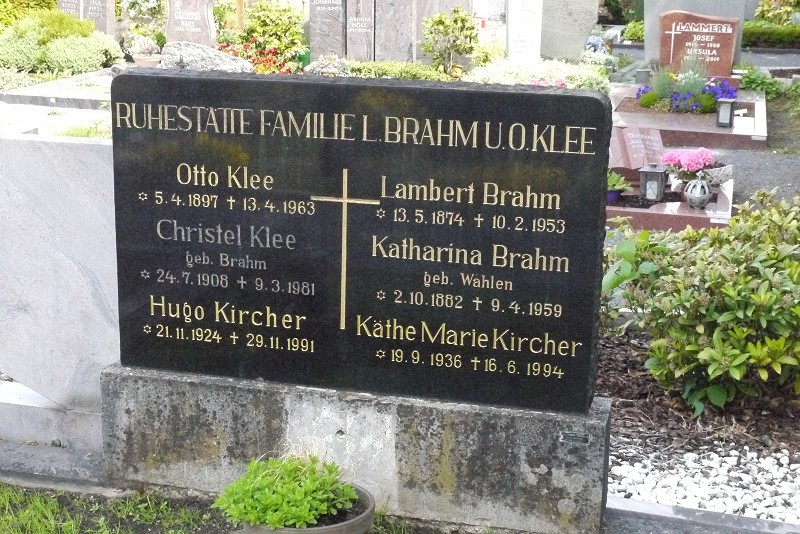 RUHESTÄTTE FAMILIE L. BRAHM U. O. KLEE
Otto Klee
✡ 5.4.1897 † 13.4.1963
Christel Klee
geb. Brahm
✡ 24.7.1908 † 9.3.1981
Hugo Kircher
✡ 21.11.1924 † 29.11.1991
Lambert Brahm
✡ 13.5.1874 † 10.2.1953
Katharina Brahm
geb. Wahlen
✡ 2.10.1882 † 9.4.1959
Käthe Marie Kircher
✡ 19.9.1936 † 16.6.1994
LAMMERT
JOSEF
URSULA